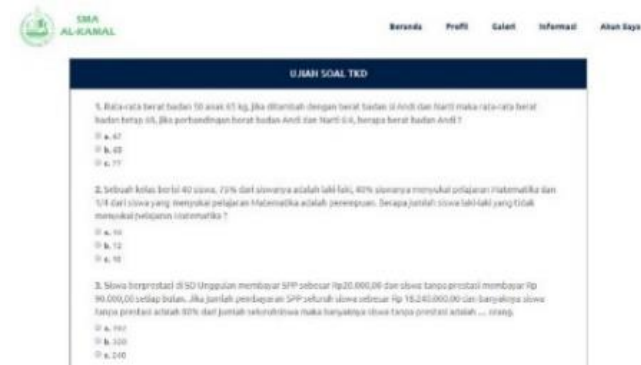 SMA
AL-KAMAL
Beranda Profil Galeri Informasi Akun Saya
UJIAN SOAL TKD
1. Rata-rata berat badan 50 anak 65 kg, jika ditambah dengan berat badan si Andi dan Narti maka rata-rata berat
badan tetap jika perbandingan berat badan Andi dan Narti berapa berat badan Andi ?
a.
b.
c. 77
2. Sebuah kelas berisi 40 siswa, 75% dari siswanya adalah laki-laki, 40% siswanya menyukai pelajaran Matematika dan
1/4 dari siswa yang menyukai pelajaran Matematika adalah perempuan. Berapa jumlah siswa laki-laki yang tidak
menyukai pelajaran Matematika ?
a.
b. 12
c. 18
3. Siswa berprestasi di SD Unggulan membayar SPP sebesar Rp20.000,00 dan siswa tanpa prestasi membayar Rp
90.000,00 setiap bulan. Jika jumlah pembayaran SPP seluruh siswa sebesar Rp 18.240.000,00 dan banyaknya siswa
tanpa prestasi adalah 80% dari jumlah seluruhsiswa maka banyaknya siswa tanpa prestasi adalah .... orang.
a.
b. 320
c. 240